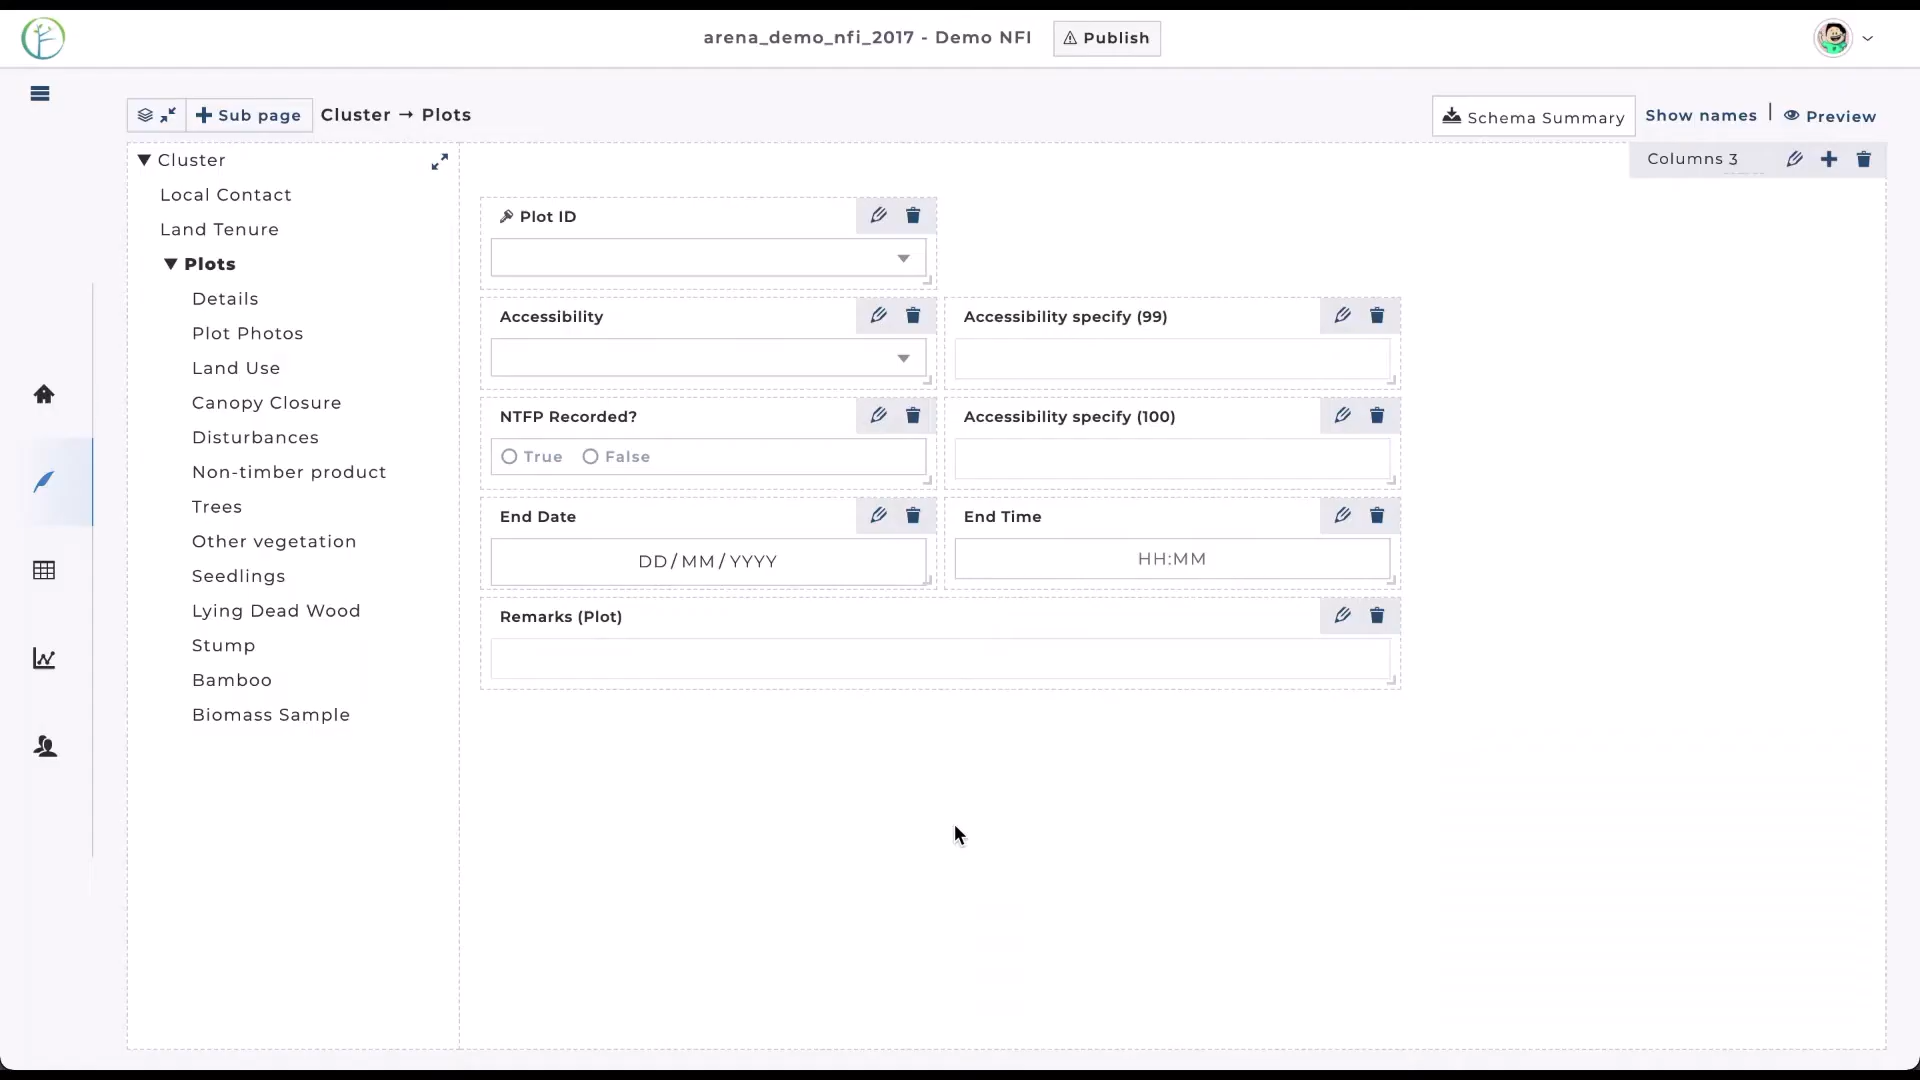 arena_demo_nfi_2017 - Demo NFI
Publish
Sub page
Cluster → Plots
Schema Summary
Show names
Preview
Columns 3
Cluster
Local Contact
Land Tenure
Plots
Details
Plot Photos
Land Use
Canopy Closure
Disturbances
Non-timber product
Trees
Other vegetation
Seedlings
Lying Dead Wood
Stump
Bamboo
Biomass Sample
Plot ID
Accessibility
Accessibility specify (99)
NTFP Recorded?
True False
Accessibility specify (100)
End Date
DD/MM/YYYY
End Time
HH:MM
Remarks (Plot)